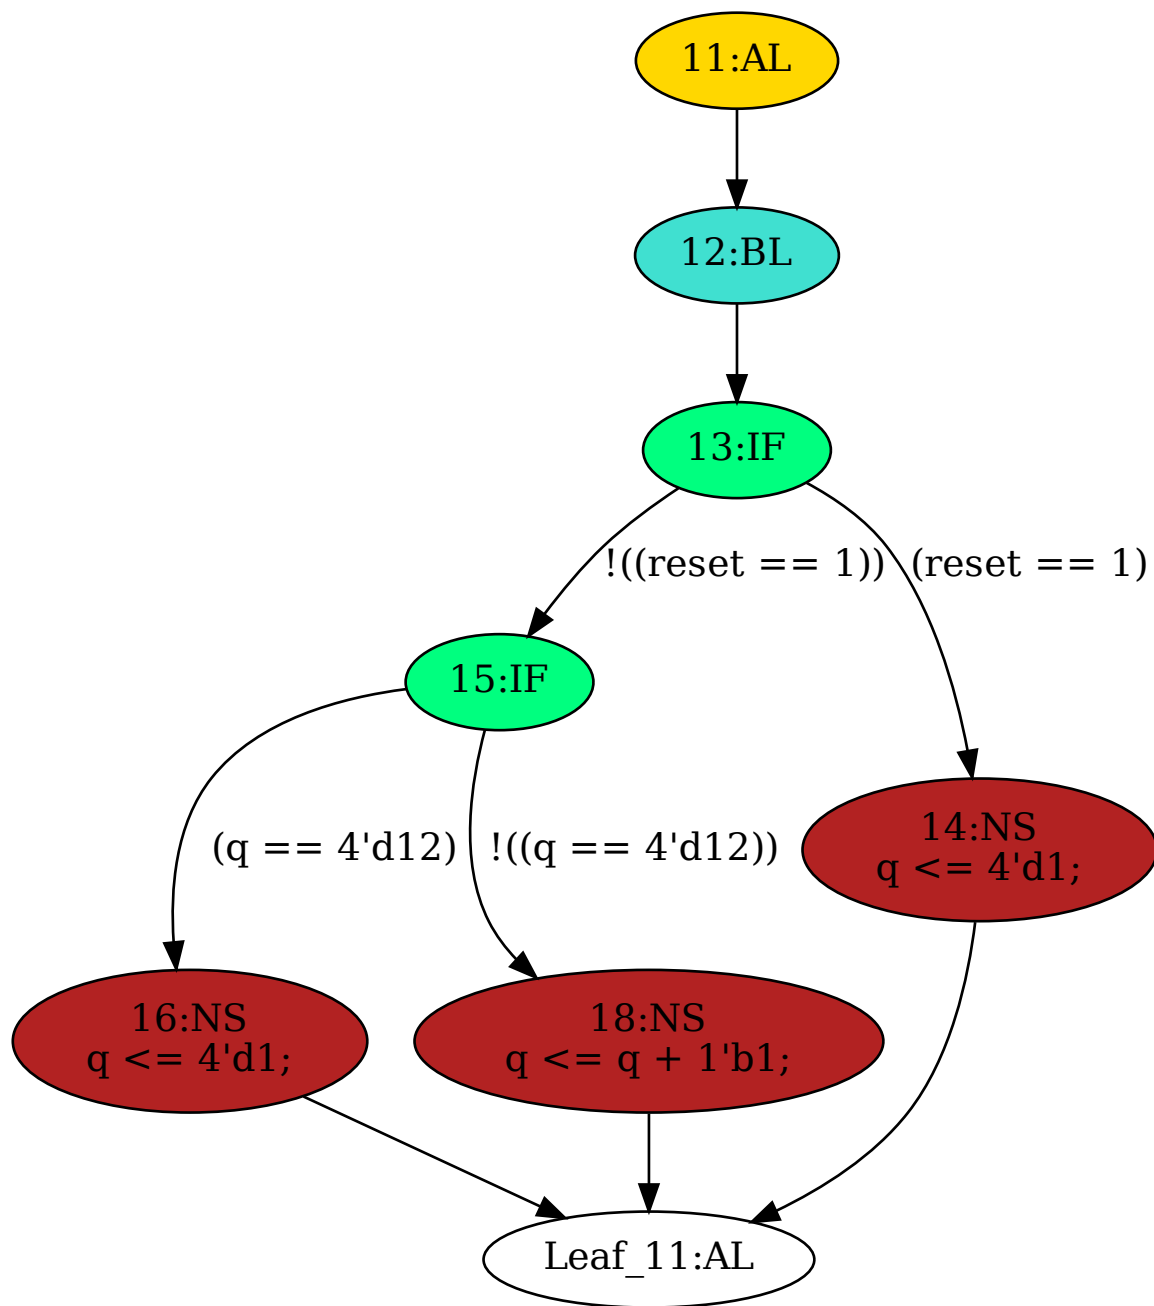 11:AL
12:BL
13:IF
!((reset == 1))
(reset == 1)
15:IF
(q == 4'd12)
!((q == 4'd12))
14:NS
q <= 4'd1;
16:NS
q <= 4'd1;
18:NS
q <= q + 1'b1;
Leaf_11:AL